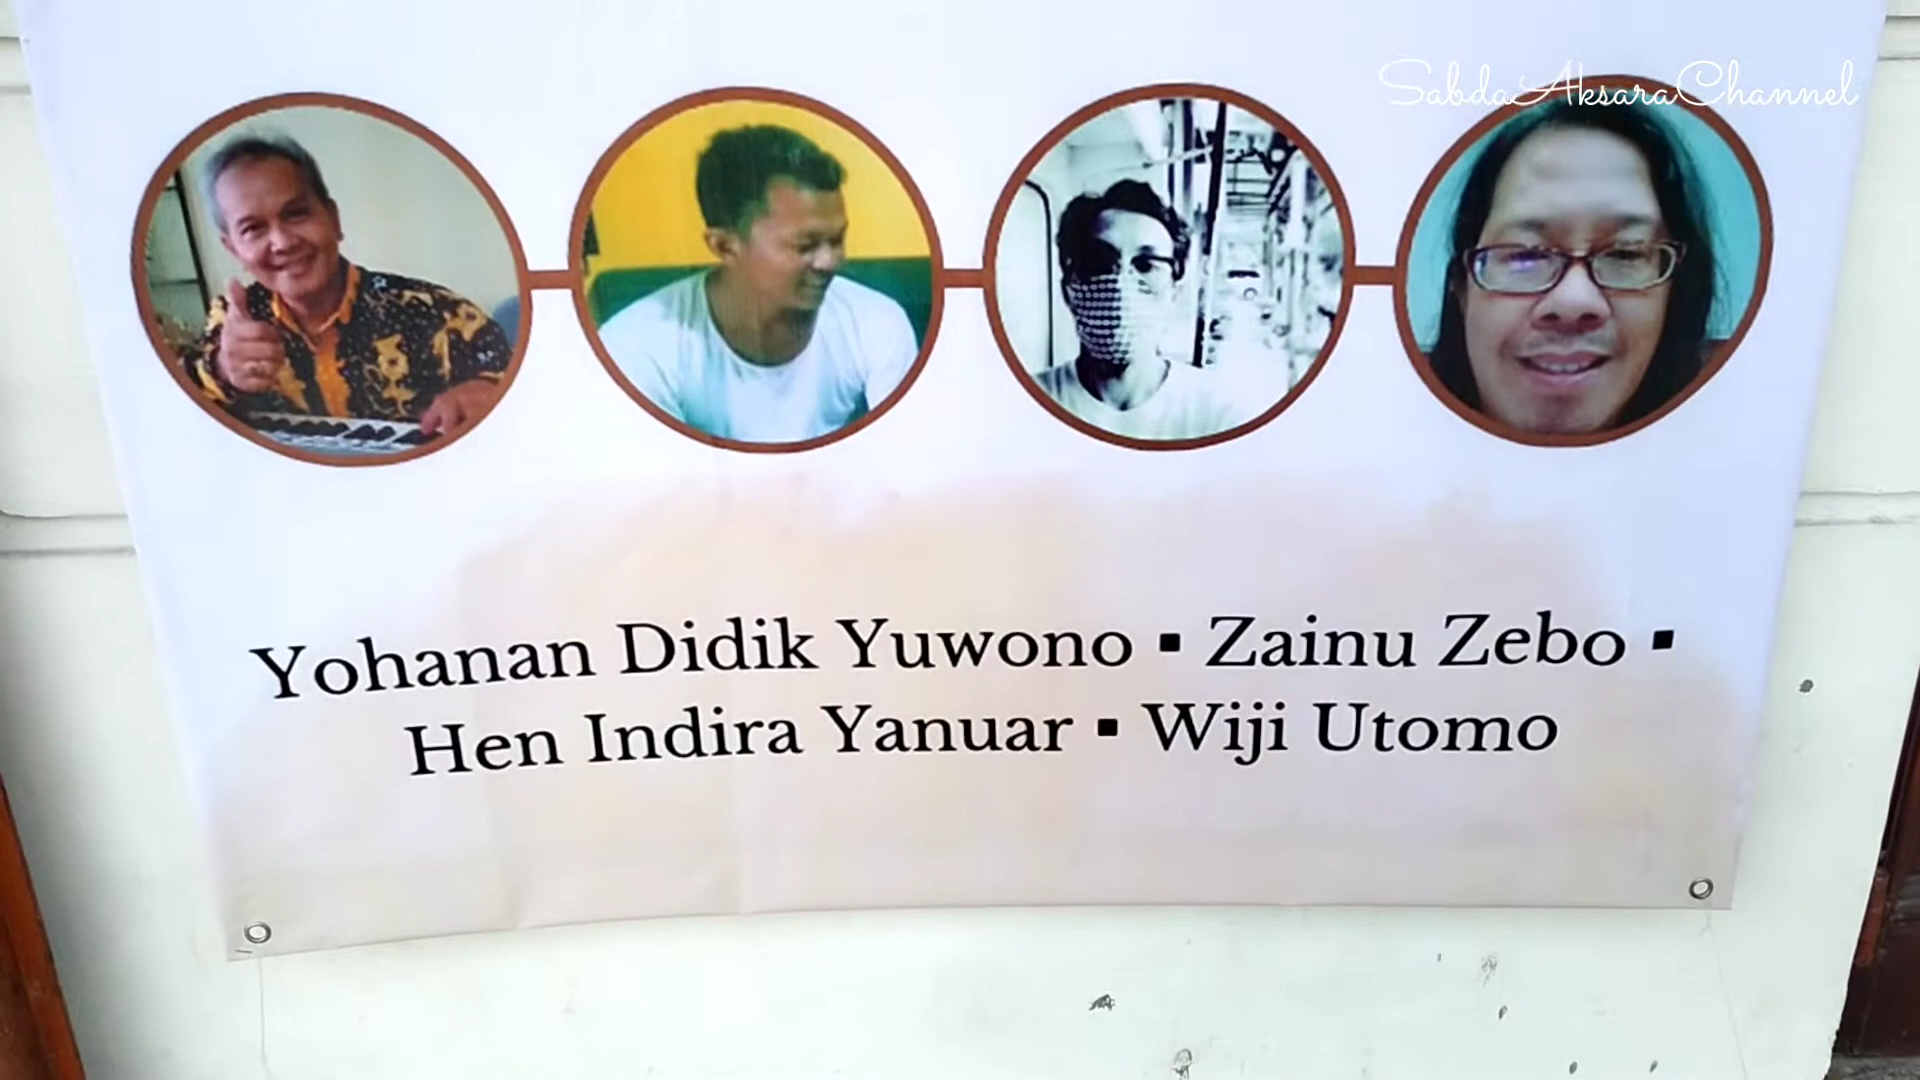 SabdaAksaraChannel
Yohanan Didik Yuwono ▪ Zainu Zebo ▪
Hen Indira Yanuar ▪ Wiji Utomo